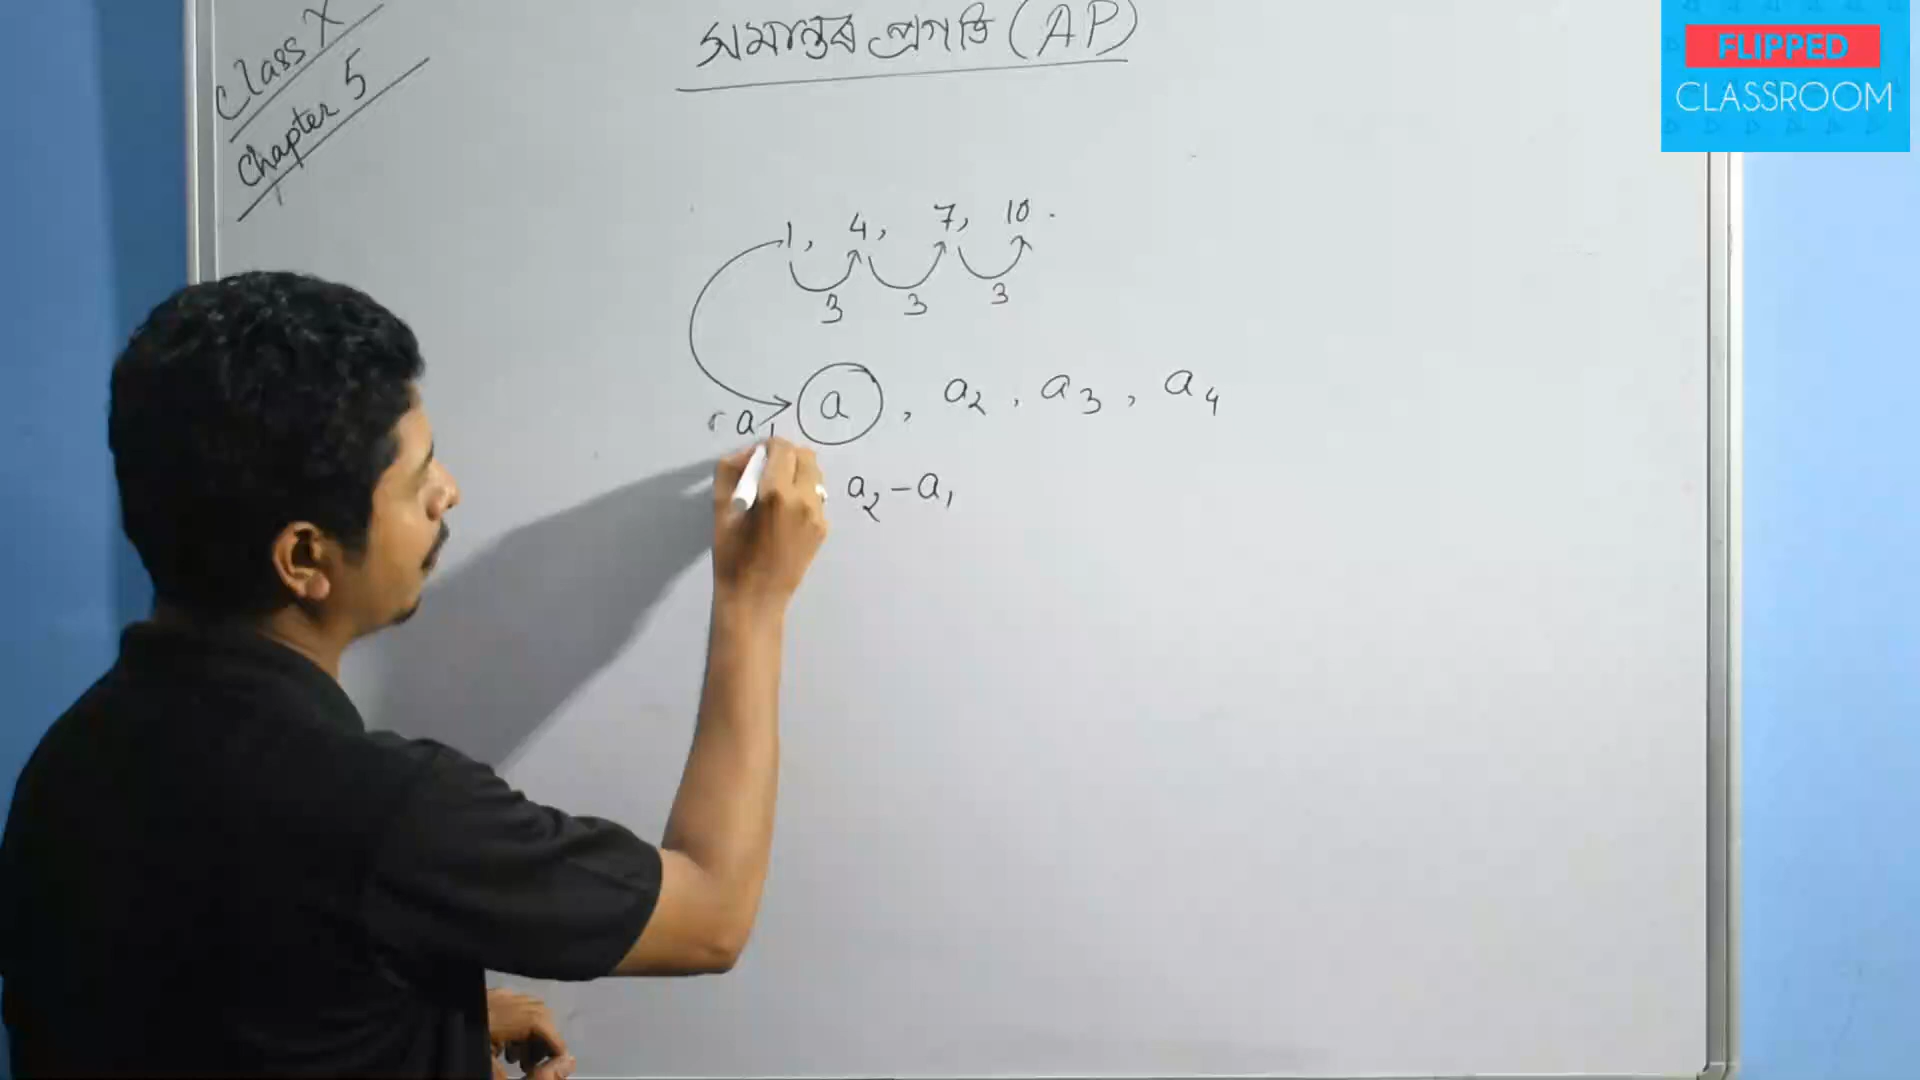 Class X
Chapter 5
সমান্তৰ প্ৰগতি (AP)
FLIPPED
CLASSROOM
1, 4, 7, 10 .
3 3 3
a , a₂ , a₃ , a₄
( a₁
a₂ - a₁